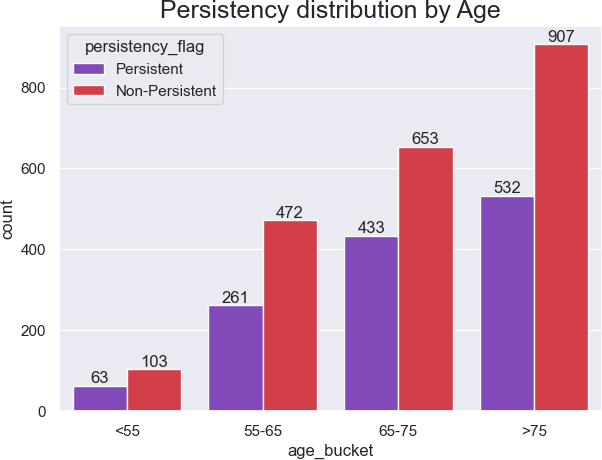 Persistency distribution by Age
persistency_flag
Persistent
Non-Persistent
count
800
600
400
200
0
63
103
261
472
433
653
532
907
<55
55-65
65-75
>75
age_bucket